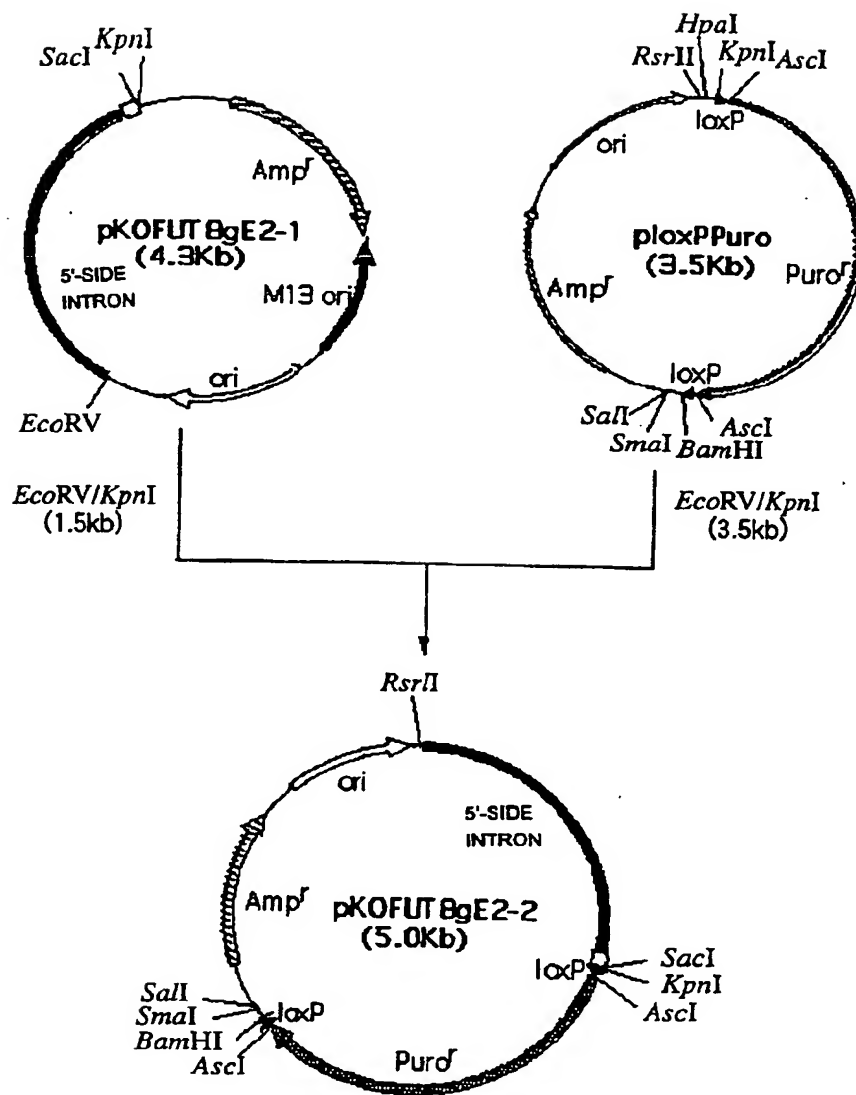 SacI
KpnI
Ampr
pKOFUT8gE2-1
(4.3Kb)
5'-SIDE
INTRON
M13 ori
ori
EcoRV
HpaI
RsrII
KpnI
AscI
loxP
ori
ploxPPuro
(3.5Kb)
Ampr
Puror
loxP
SalI
SmaI
BamHI
AscI
EcoRV/KpnI
(1.5kb)
EcoRV/KpnI
(3.5kb)
RsrII
ori
5'-SIDE
INTRON
Ampr
pKOFUT8gE2-2
(5.0Kb)
loxP
SacI
KpnI
AscI
SalI
SmaI
BamHI
AscI
loxP
Puror